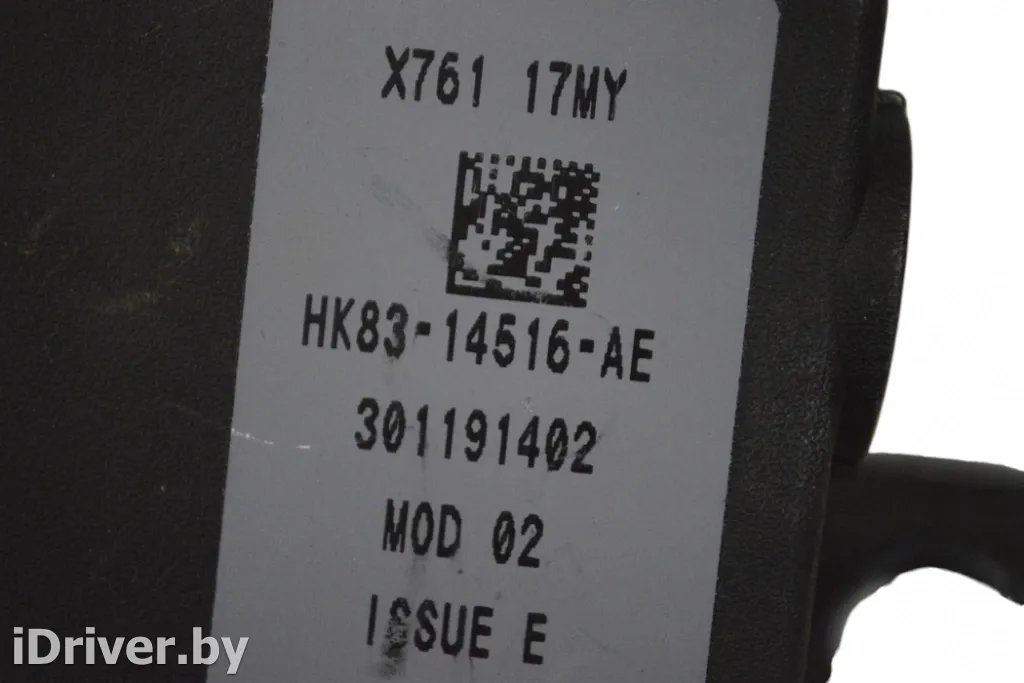 X761 17MY
HK83-14516-AE
301191402
MOD 02
ISSUE E
iDriver.by